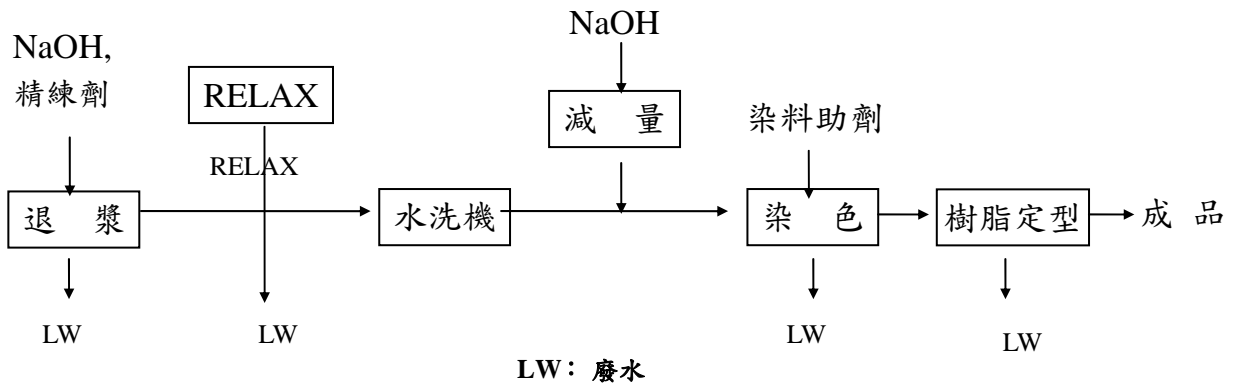 NaOH
NaOH,
精練劑
RELAX
減 量
染料助劑
RELAX
退 漿
水洗機
染 色
樹脂定型
成 品
LW
LW
LW
LW
LW：廢水